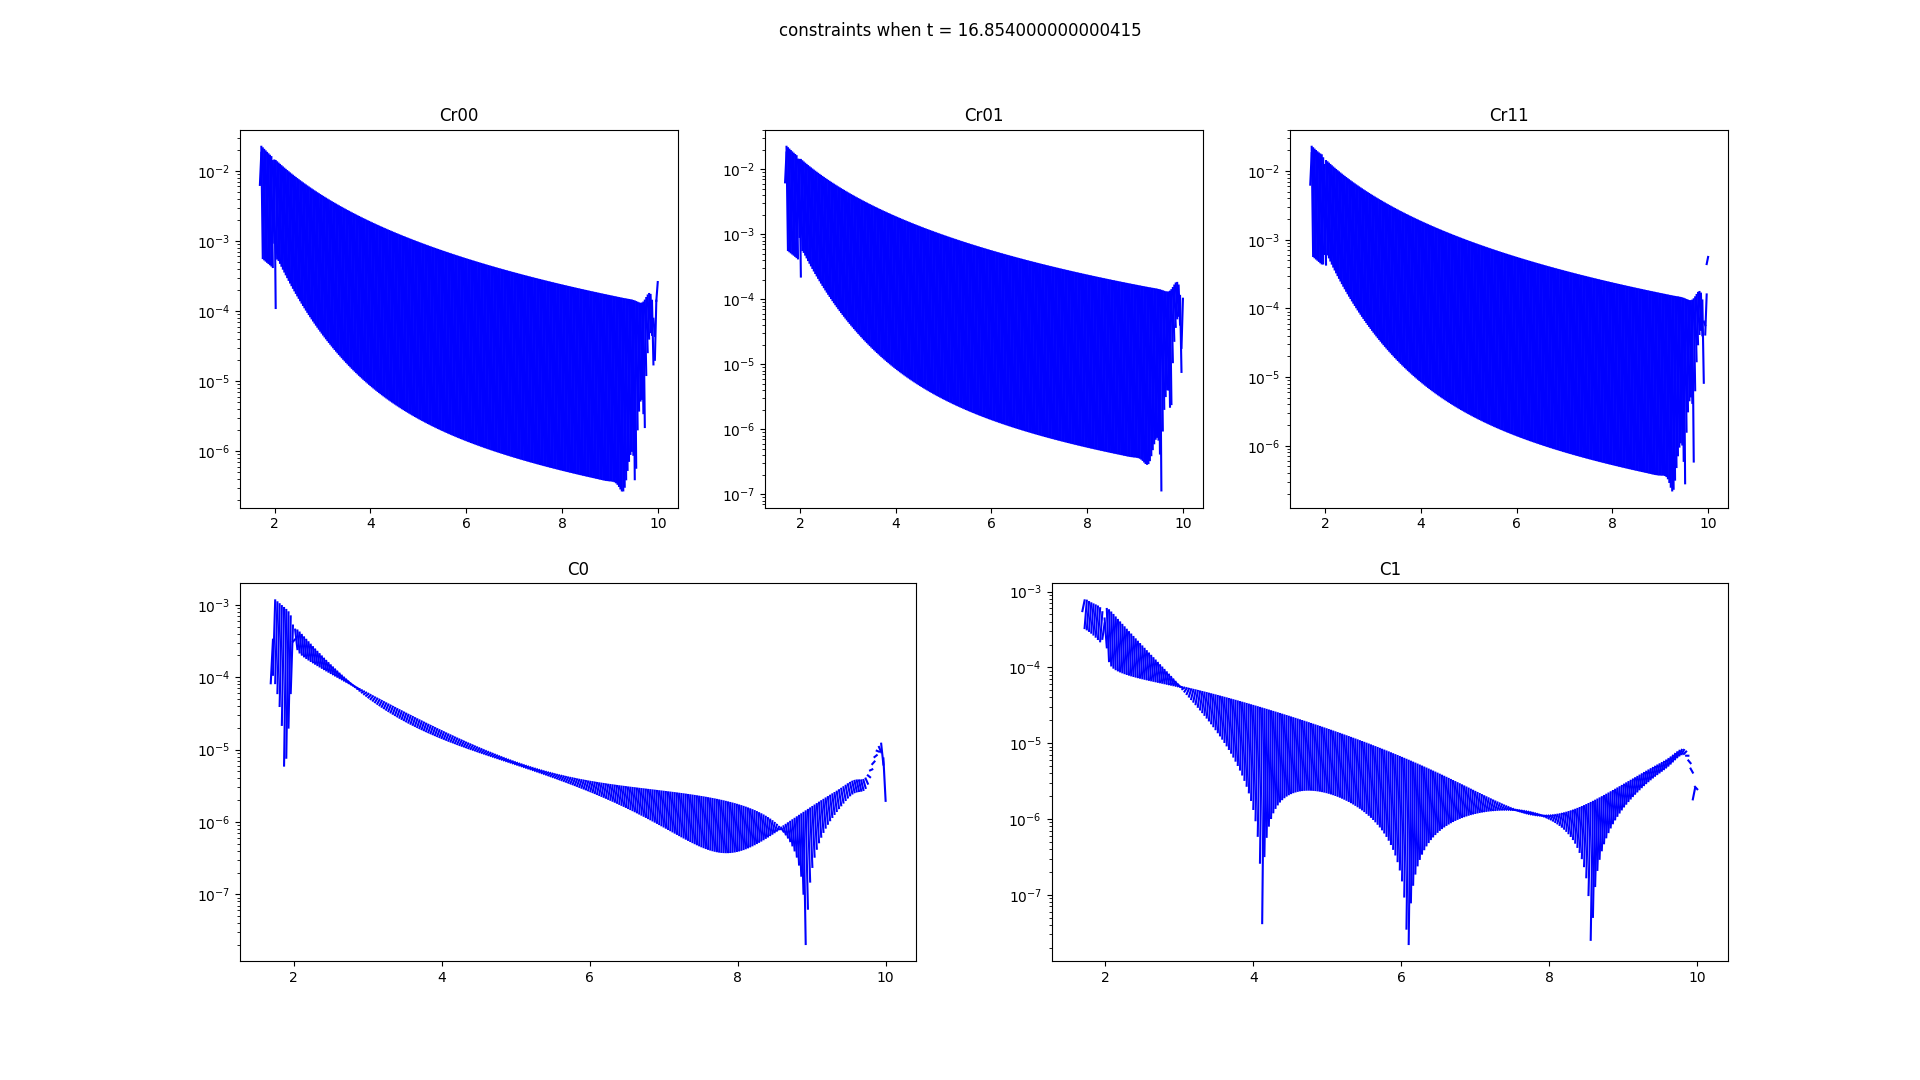 constraints when t = 16.854000000000415
Cr00 Cr01 Cr11
10⁻² 10⁻² 10⁻²
10⁻³ 10⁻³ 10⁻³
10⁻⁴ 10⁻⁴ 10⁻⁴
10⁻⁵ 10⁻⁵ 10⁻⁵
10⁻⁶ 10⁻⁶ 10⁻⁶
10⁻⁷
2 4 6 8 10 2 4 6 8 10 2 4 6 8 10
C0 C1
10⁻³ 10⁻³
10⁻⁴ 10⁻⁴
10⁻⁵ 10⁻⁵
10⁻⁶ 10⁻⁶
10⁻⁷ 10⁻⁷
2 4 6 8 10 2 4 6 8 10